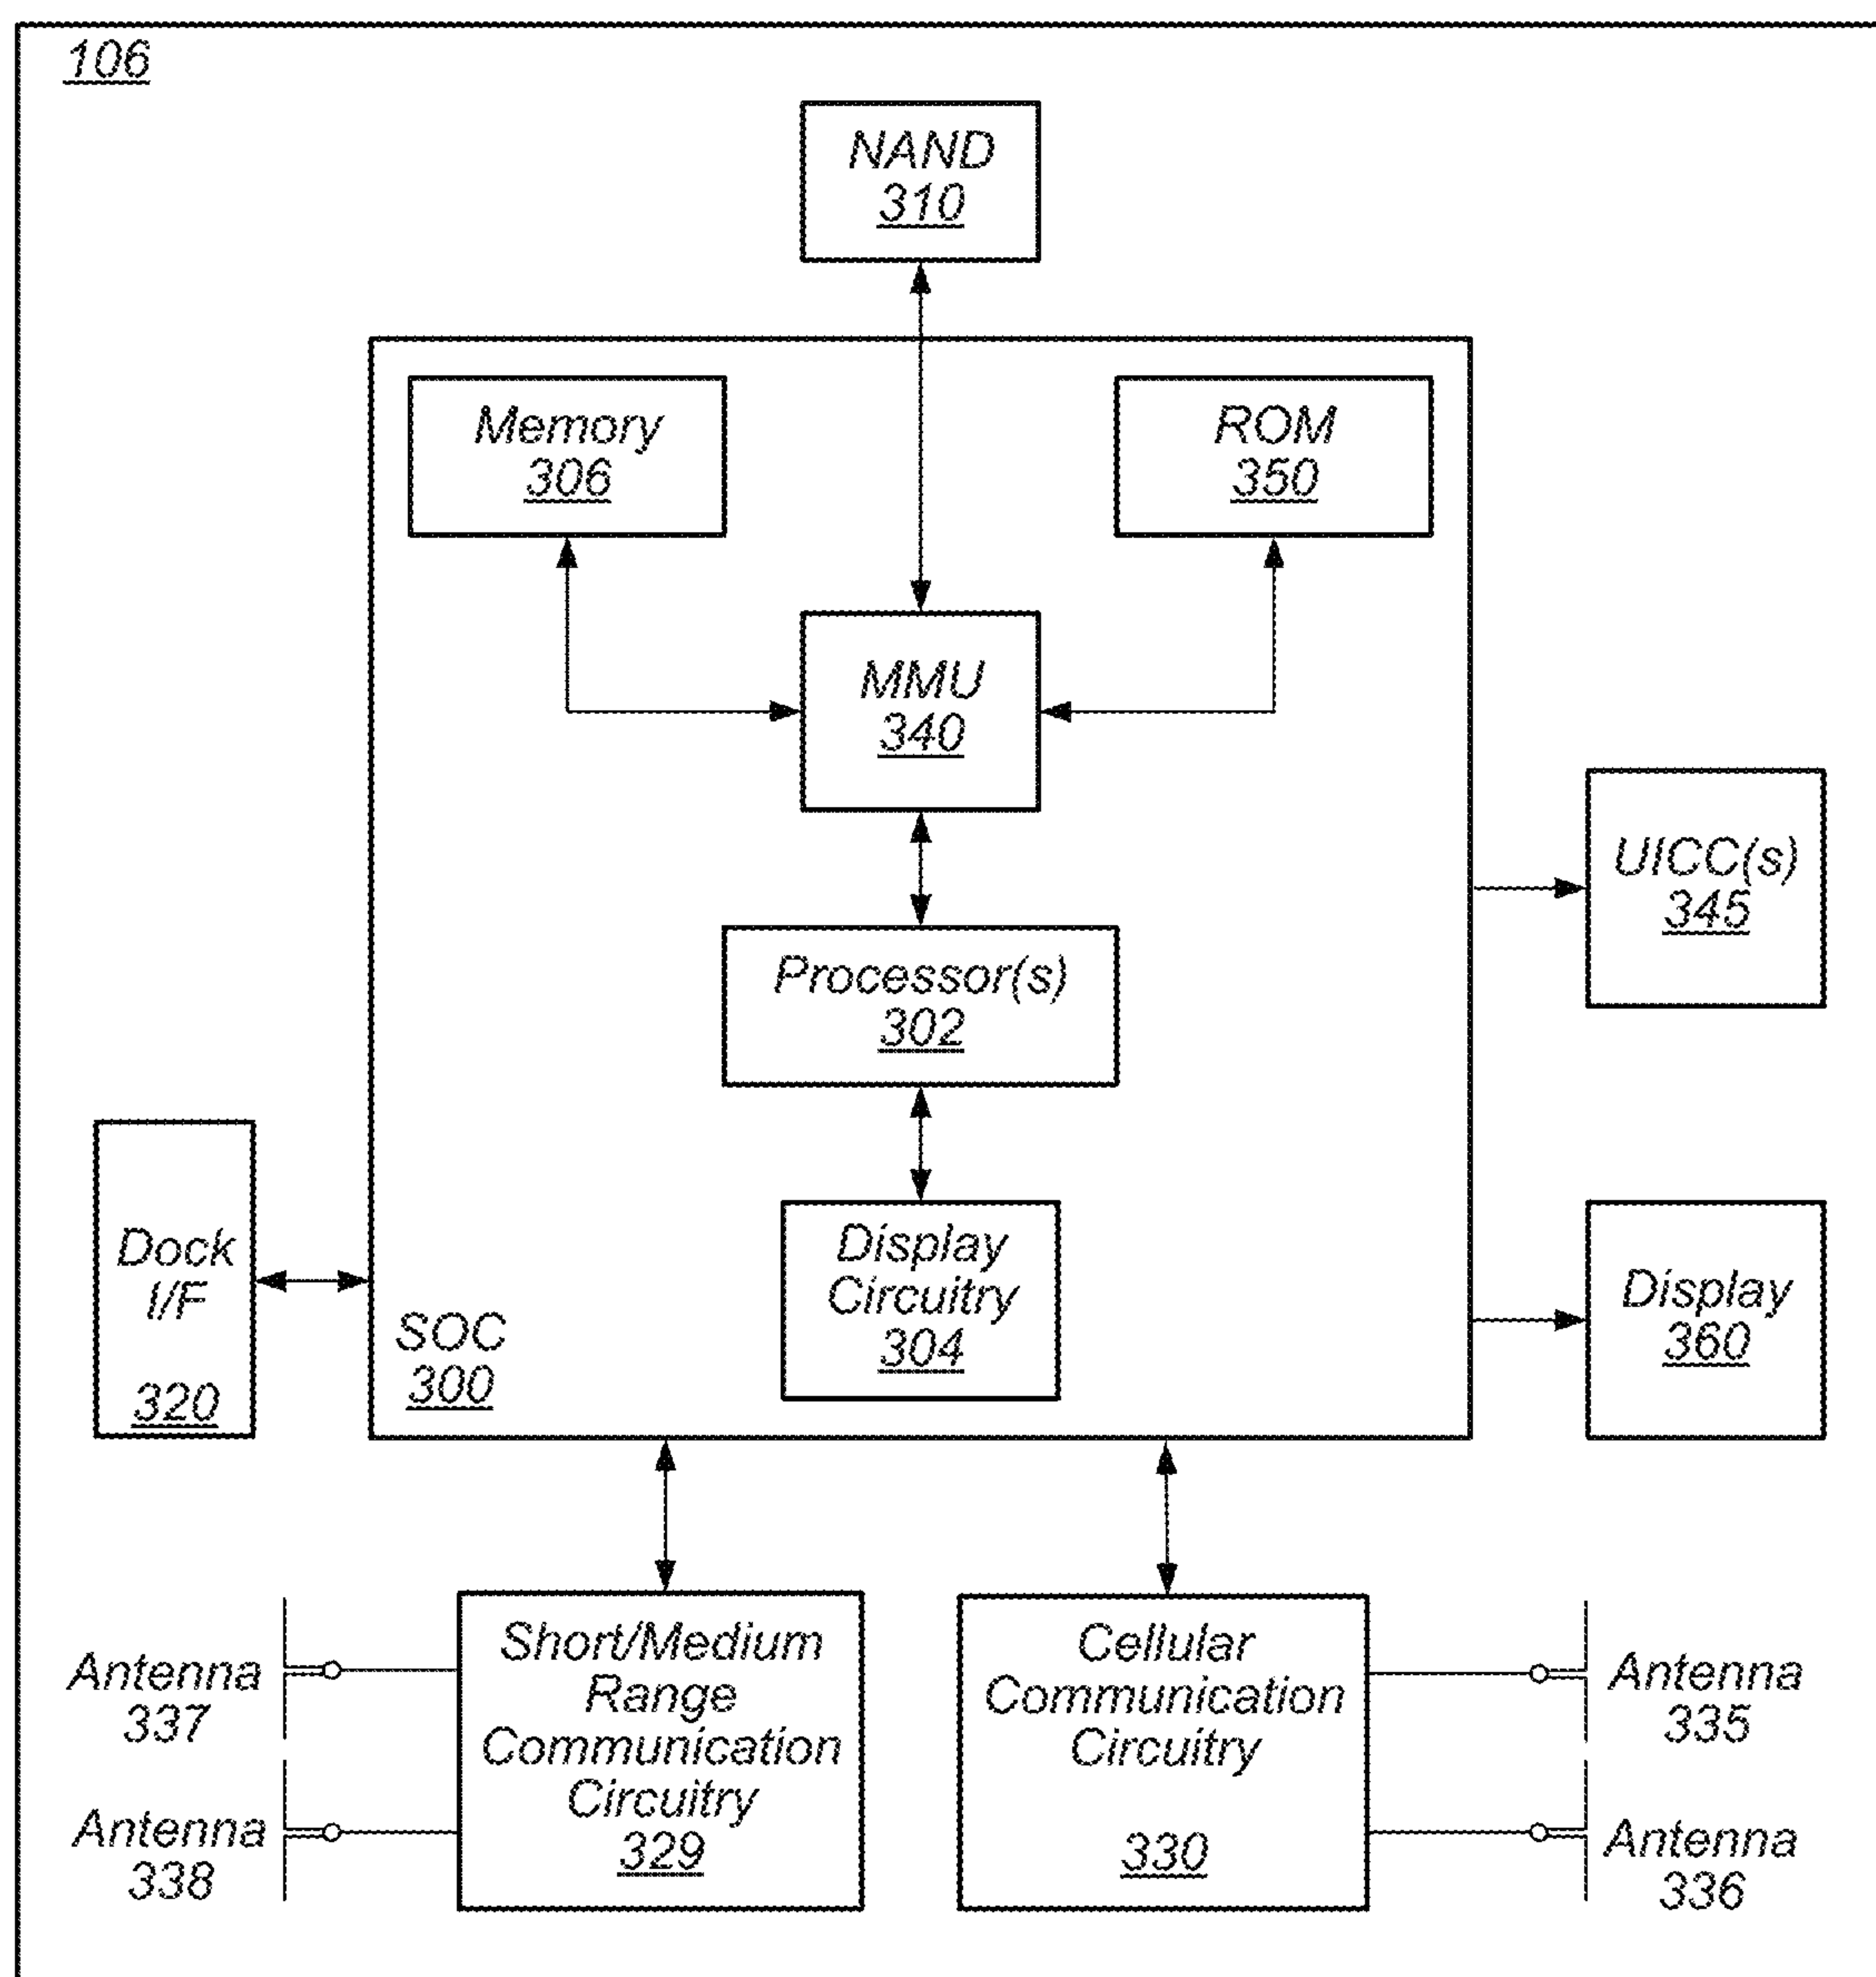 106
NAND
310
Memory
306
ROM
350
MMU
340
UICC(s)
345
Processor(s)
302
Display
Circuitry
304
Dock
I/F
320
SOC
300
Display
360
Short/Medium
Range
Communication
Circuitry
329
Cellular
Communication
Circuitry
330
Antenna
337
Antenna
338
Antenna
335
Antenna
336